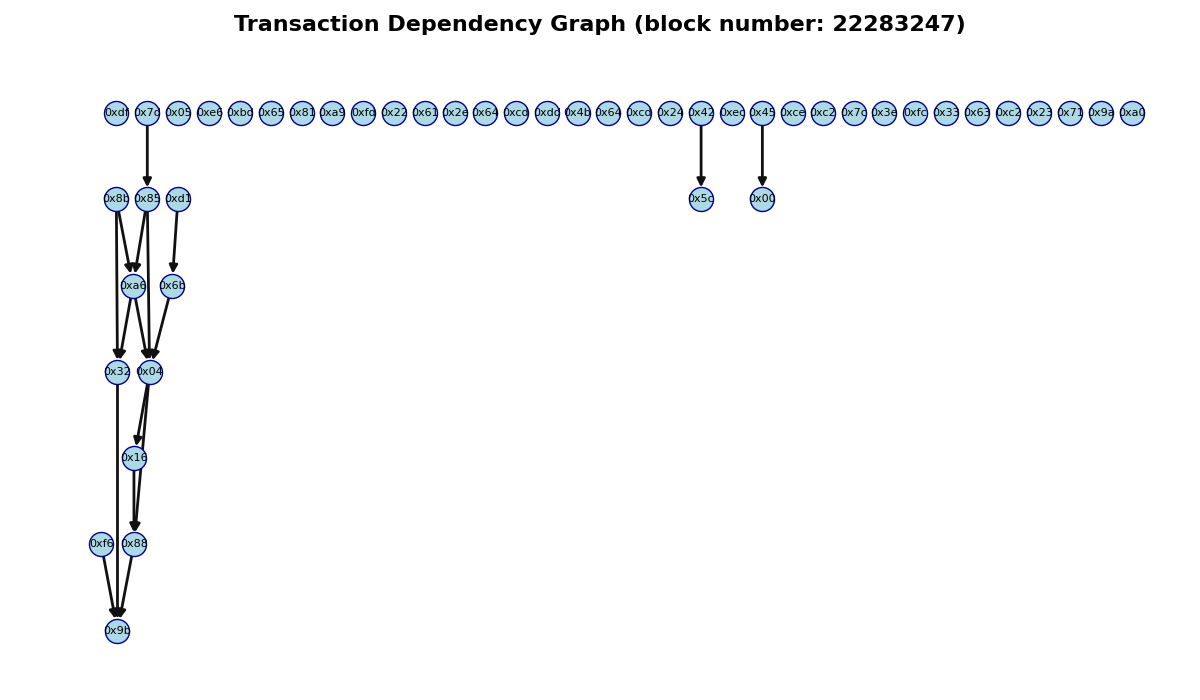 Transaction Dependency Graph (block number: 22283247)
0xdf 0x7d 0x05 0xe6 0xbd 0x65 0x81 0xa9 0xfd 0x22 0x61 0x2e 0x64 0xcd 0xdd 0x4b 0x64 0xcd 0x24 0x42 0xed 0x45 0xce 0xc2 0x7c 0x3e 0xfc 0x33 0x63 0xc2 0x23 0x71 0x9a 0xa0
0x8b 0x85 0xd1 0x5c 0x00
0xa6 0x6b
0x32 0x04
0x16
0xf6 0x88
0x9b